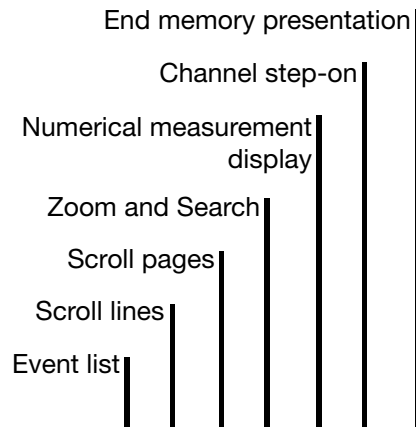 End memory presentation
Channel step-on
Numerical measurement
display
Zoom and Search
Scroll pages
Scroll lines
Event list